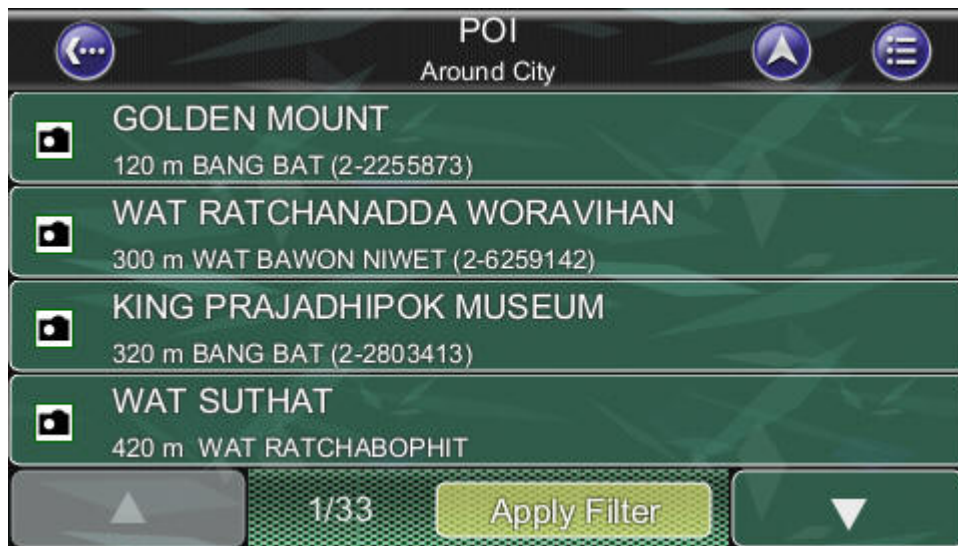 POI
Around City
GOLDEN MOUNT
120 m BANG BAT (2-2255873)
WAT RATCHANADDA WORAVIHAN
300 m WAT BAWON NIWET (2-6259142)
KING PRAJADHIPOK MUSEUM
320 m BANG BAT (2-2803413)
WAT SUTHAT
420 m WAT RATCHABOPHIT
1/33 Apply Filter